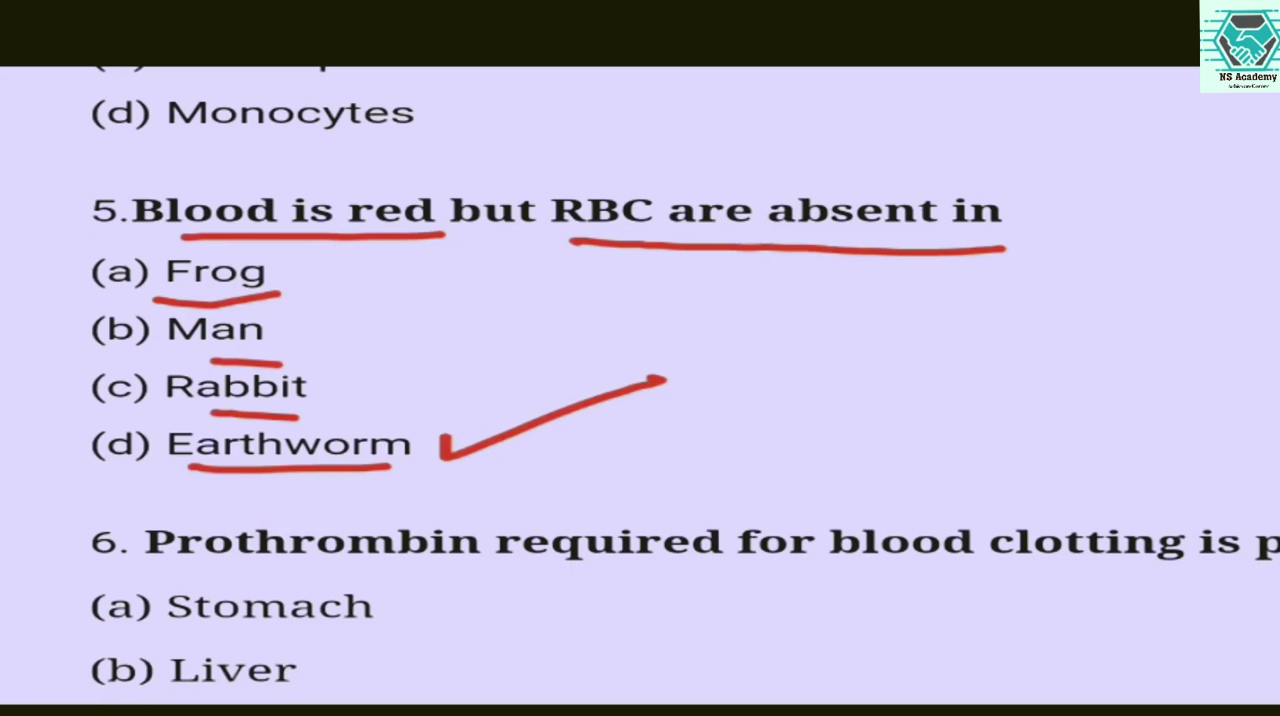 NS Academy
(d) Monocytes
5.Blood is red but RBC are absent in
(a) Frog
(b) Man
(c) Rabbit
(d) Earthworm
6. Prothrombin required for blood clotting is p
(a) Stomach
(b) Liver